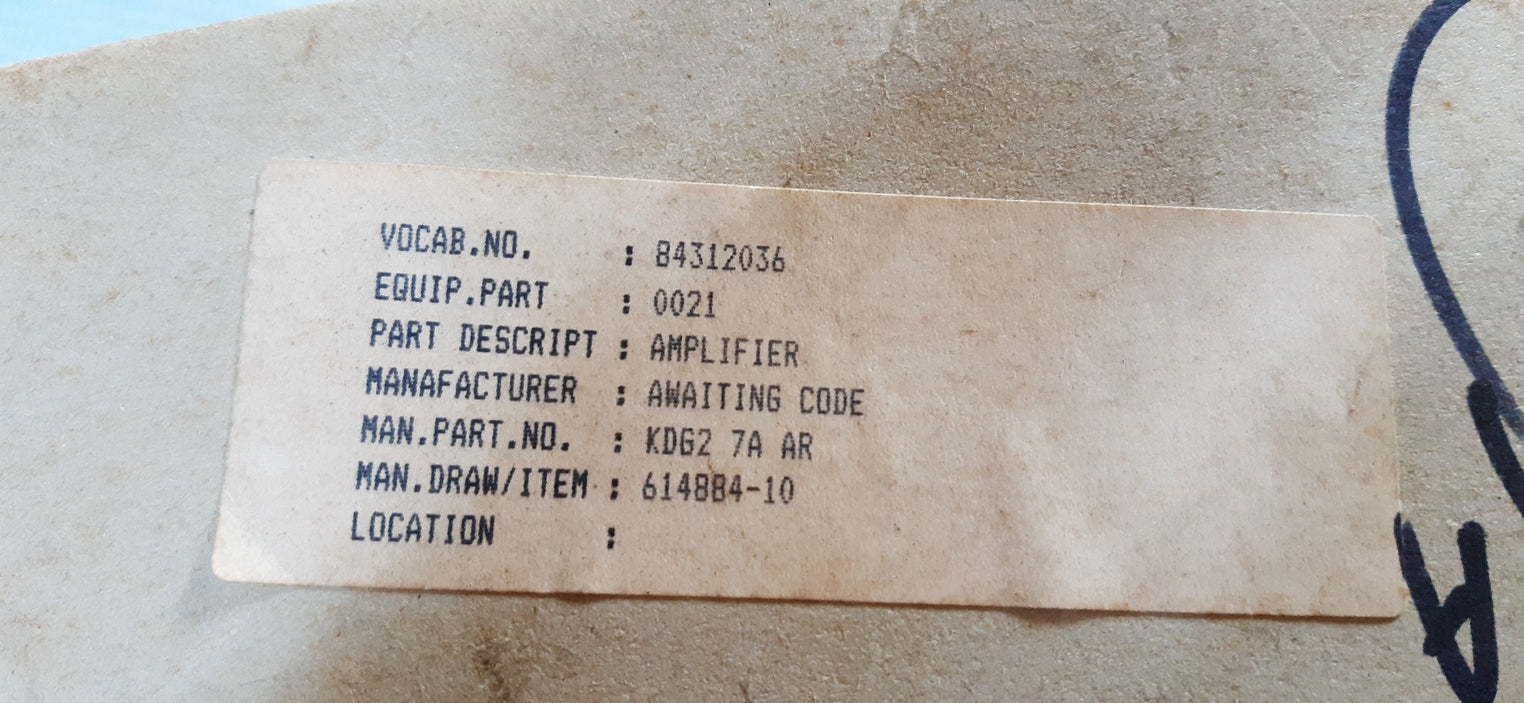 VOCAB.NO. : 84312036
EQUIP.PART : 0021
PART DESCRIPT : AMPLIFIER
MANAFACTURER : AWAITING CODE
MAN.PART.NO. : KDG2 7A AR
MAN.DRAW/ITEM : 614884-10
LOCATION :